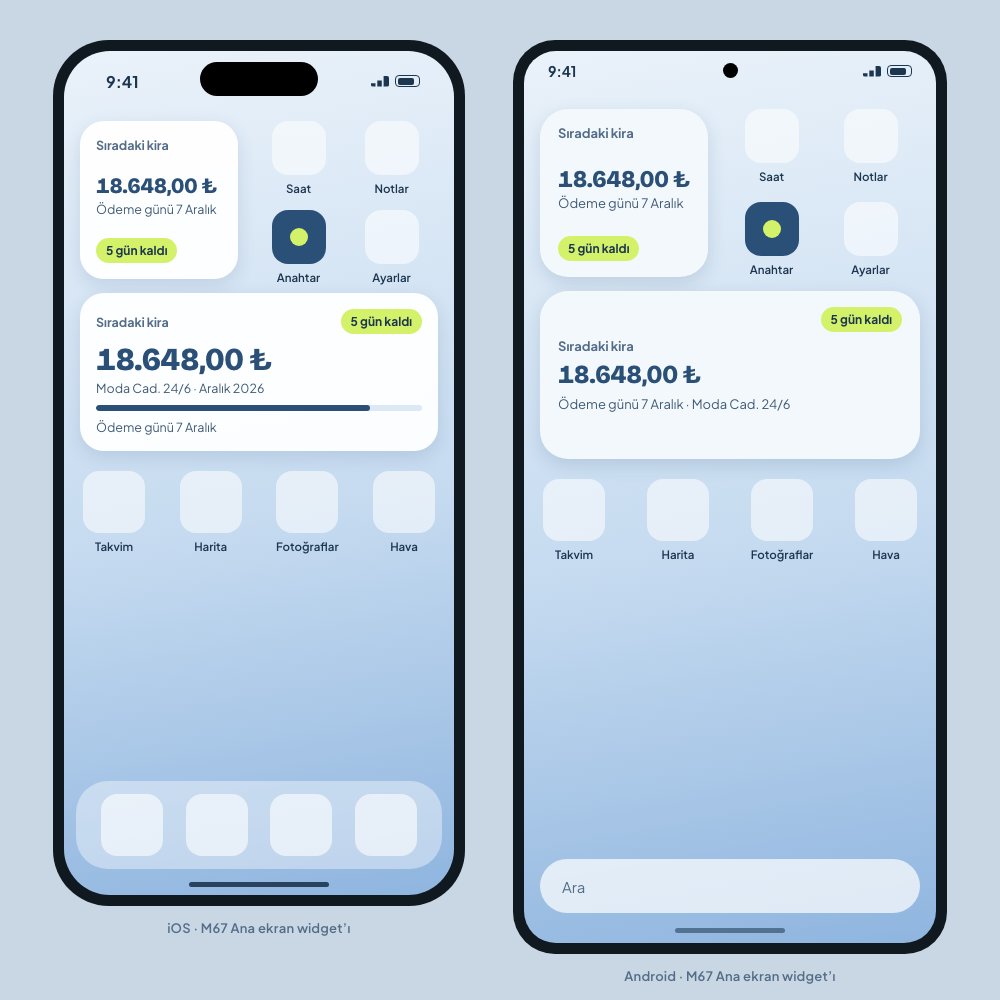 9:41
Sıradaki kira
18.648,00 ₺
Ödeme günü 7 Aralık
5 gün kaldı
Saat
Notlar
Anahtar
Ayarlar
Sıradaki kira
5 gün kaldı
18.648,00 ₺
Moda Cad. 24/6 · Aralık 2026
Ödeme günü 7 Aralık
Takvim
Harita
Fotoğraflar
Hava
iOS · M67 Ana ekran widget’ı
9:41
Sıradaki kira
18.648,00 ₺
Ödeme günü 7 Aralık
5 gün kaldı
Saat
Notlar
Anahtar
Ayarlar
5 gün kaldı
Sıradaki kira
18.648,00 ₺
Ödeme günü 7 Aralık · Moda Cad. 24/6
Takvim
Harita
Fotoğraflar
Hava
Ara
Android · M67 Ana ekran widget’ı